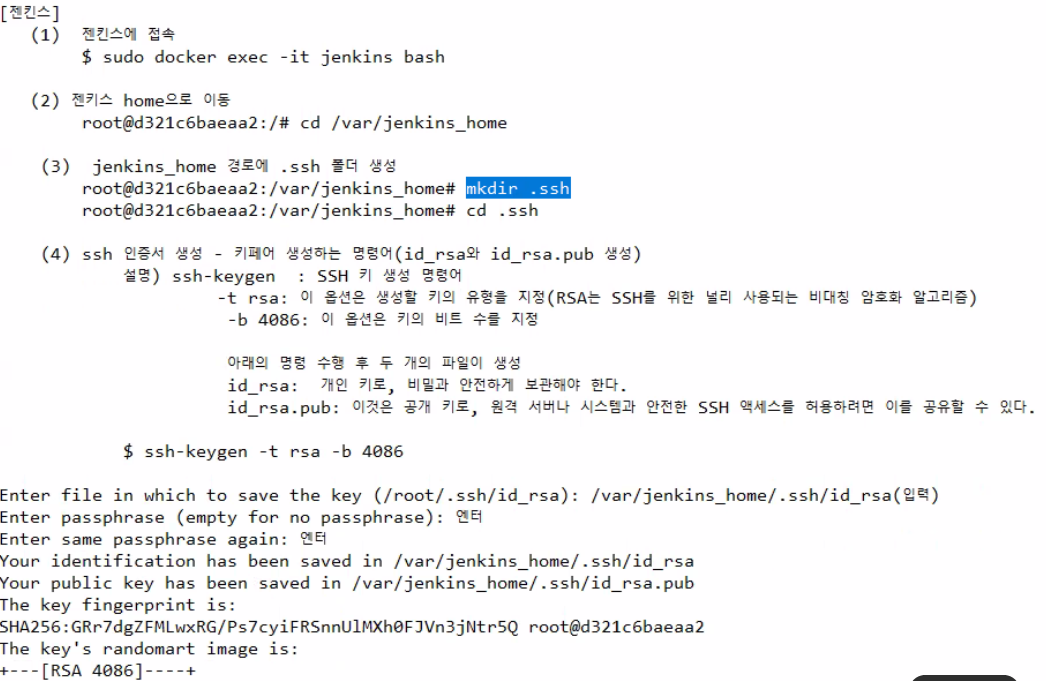 [젠킨스]
(1) 젠킨스에 접속
$ sudo docker exec -it jenkins bash
(2) 젠키스 home으로 이동
root@d321c6baeaa2:/# cd /var/jenkins_home
(3) jenkins_home 경로에 .ssh 폴더 생성
root@d321c6baeaa2:/var/jenkins_home# mkdir .ssh
root@d321c6baeaa2:/var/jenkins_home# cd .ssh
(4) ssh 인증서 생성 - 키페어 생성하는 명령어(id_rsa와 id_rsa.pub 생성)
설명) ssh-keygen : SSH 키 생성 명령어
-t rsa: 이 옵션은 생성할 키의 유형을 지정(RSA는 SSH를 위한 널리 사용되는 비대칭 암호화 알고리즘)
-b 4086: 이 옵션은 키의 비트 수를 지정
아래의 명령 수행 후 두 개의 파일이 생성
id_rsa: 개인 키로, 비밀과 안전하게 보관해야 한다.
id_rsa.pub: 이것은 공개 키로, 원격 서버나 시스템과 안전한 SSH 액세스를 허용하려면 이를 공유할 수 있다.
$ ssh-keygen -t rsa -b 4086
Enter file in which to save the key (/root/.ssh/id_rsa): /var/jenkins_home/.ssh/id_rsa(입력)
Enter passphrase (empty for no passphrase): 엔터
Enter same passphrase again: 엔터
Your identification has been saved in /var/jenkins_home/.ssh/id_rsa
Your public key has been saved in /var/jenkins_home/.ssh/id_rsa.pub
The key fingerprint is:
SHA256:GRr7dgZFMLwxRG/Ps7cyiFRSnnUlMXh0FJVn3jNtr5Q root@d321c6baeaa2
The key's randomart image is:
+---[RSA 4086]----+